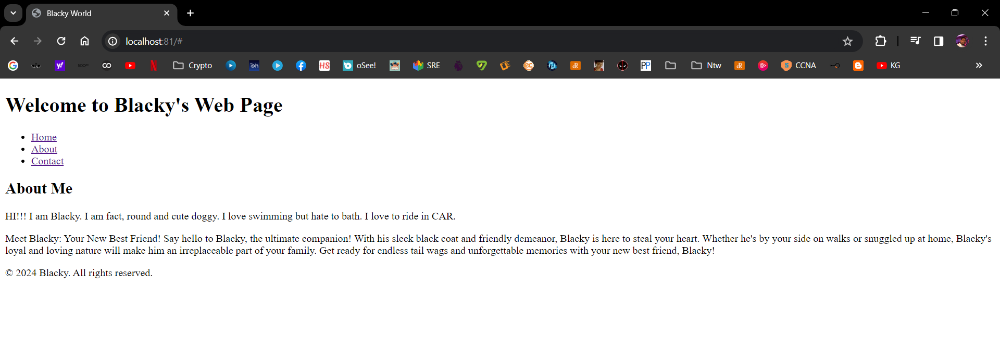 Blacky World
localhost:81/#
Crypto
Dh
HS
oSee!
SRE
PP
Ntw
CCNA
KG
Welcome to Blacky's Web Page
Home
About
Contact
About Me
HI!!! I am Blacky. I am fact, round and cute doggy. I love swimming but hate to bath. I love to ride in CAR.
Meet Blacky: Your New Best Friend! Say hello to Blacky, the ultimate companion! With his sleek black coat and friendly demeanor, Blacky is here to steal your heart. Whether he's by your side on walks or snuggled up at home, Blacky's
loyal and loving nature will make him an irreplaceable part of your family. Get ready for endless tail wags and unforgettable memories with your new best friend, Blacky!
© 2024 Blacky. All rights reserved.